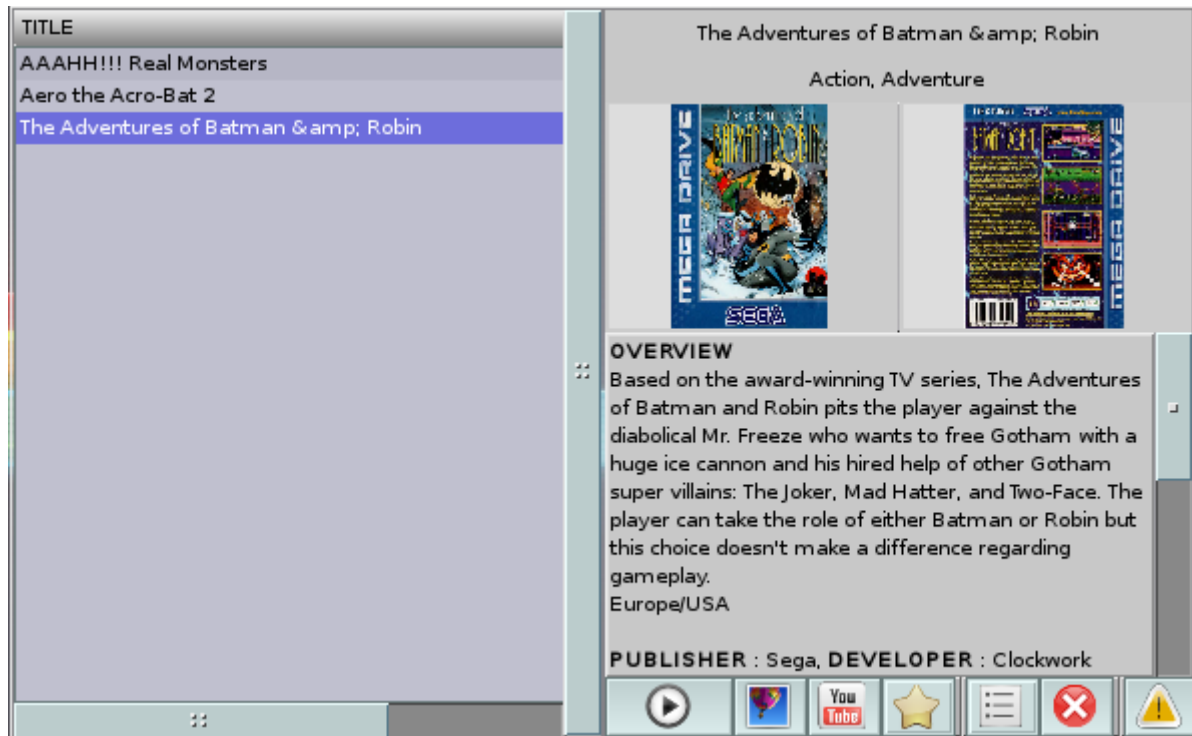 TITLE
AAAHH!!! Real Monsters
Aero the Acro-Bat 2
The Adventures of Batman &amp; Robin
The Adventures of Batman &amp; Robin
Action, Adventure
MEGA DRIVE
BATMAN & ROBIN
SEGA
MEGA DRIVE
OVERVIEW
Based on the award-winning TV series, The Adventures
of Batman and Robin pits the player against the
diabolical Mr. Freeze who wants to free Gotham with a
huge ice cannon and his hired help of other Gotham
super villains: The Joker, Mad Hatter, and Two-Face. The
player can take the role of either Batman or Robin but
this choice doesn't make a difference regarding
gameplay.
Europe/USA
PUBLISHER : Sega, DEVELOPER : Clockwork
You
Tube